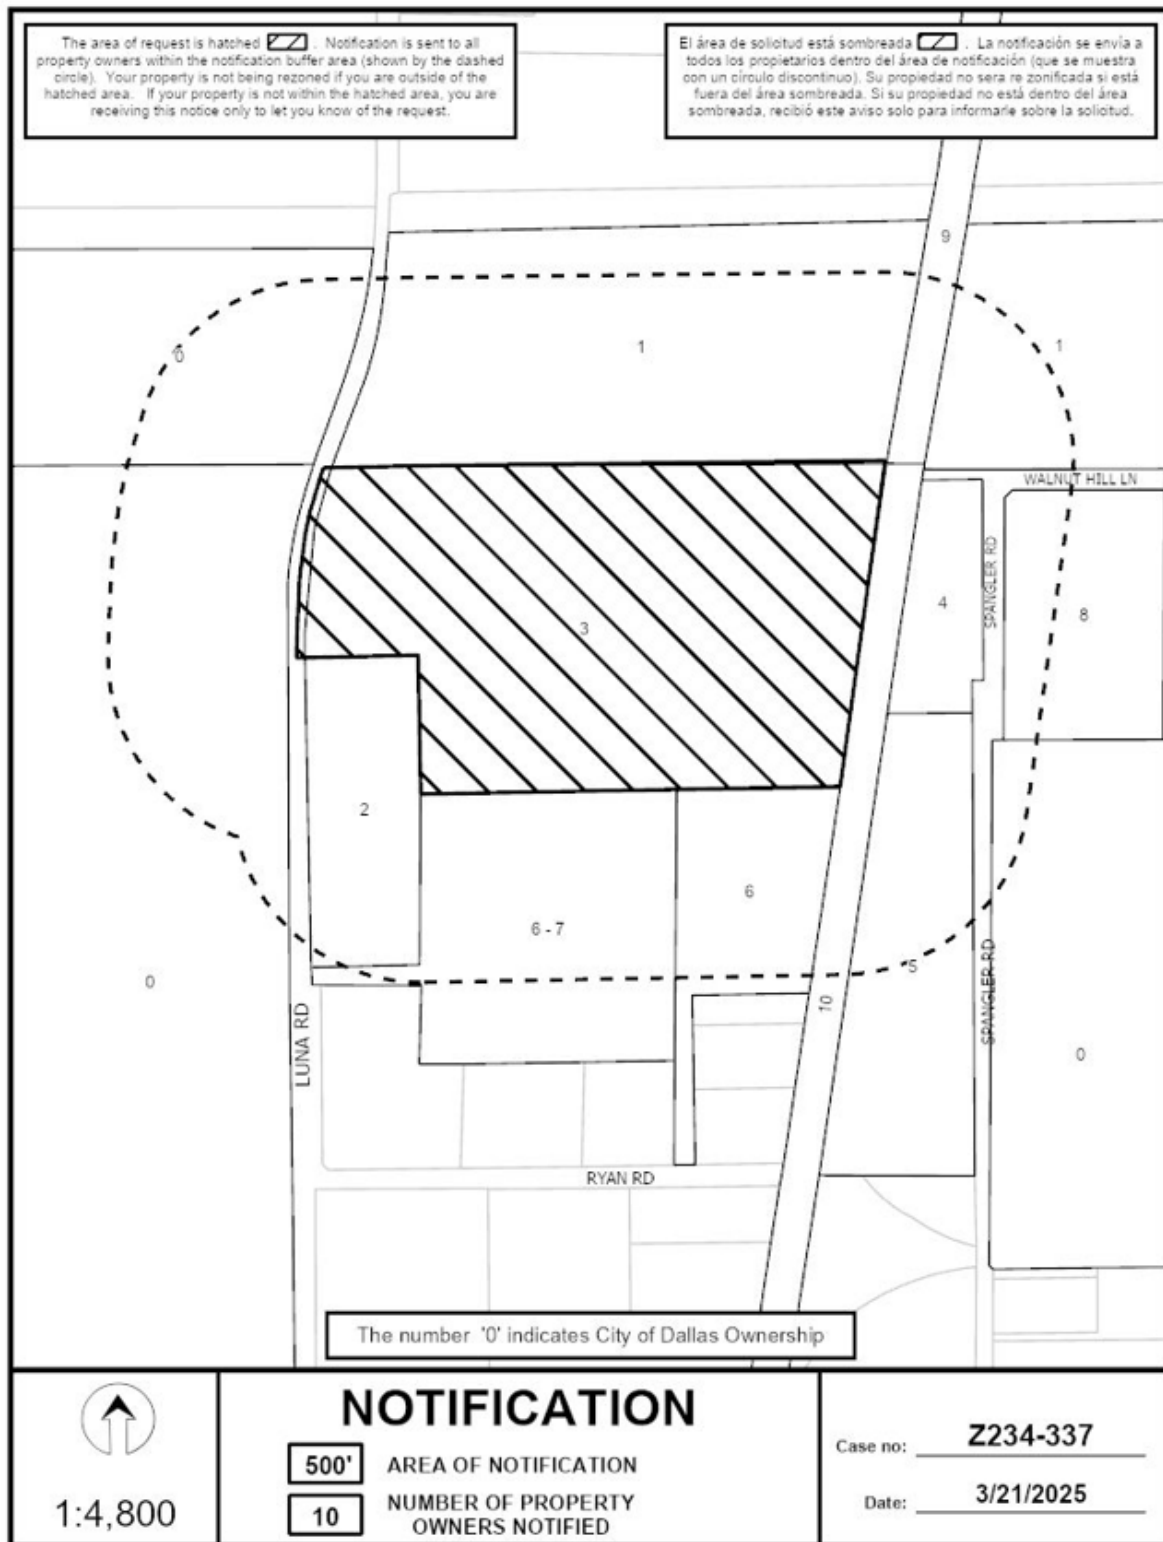 The area of request is hatched . Notification is sent to all
property owners within the notification buffer area (shown by the dashed
circle). Your property is not being rezoned if you are outside of the
hatched area. If your property is not within the hatched area, you are
receiving this notice only to let you know of the request.
El área de solicitud está sombreada . La notificación se envía a
todos los propietarios dentro del área de notificación (que se muestra
con un círculo discontinuo). Su propiedad no sera re zonificada si está
fuera del área sombreada. Si su propiedad no está dentro del área
sombreada, recibió este aviso solo para informarle sobre la solicitud.
9
0
1
1
WALNUT HILL LN
SPANGLER RD
4
8
3
2
6
6 - 7
5
0
10
SPANGLER RD
LUNA RD
0
RYAN RD
The number '0' indicates City of Dallas Ownership
1:4,800
NOTIFICATION
500' AREA OF NOTIFICATION
10 NUMBER OF PROPERTY
OWNERS NOTIFIED
Case no: Z234-337
Date: 3/21/2025